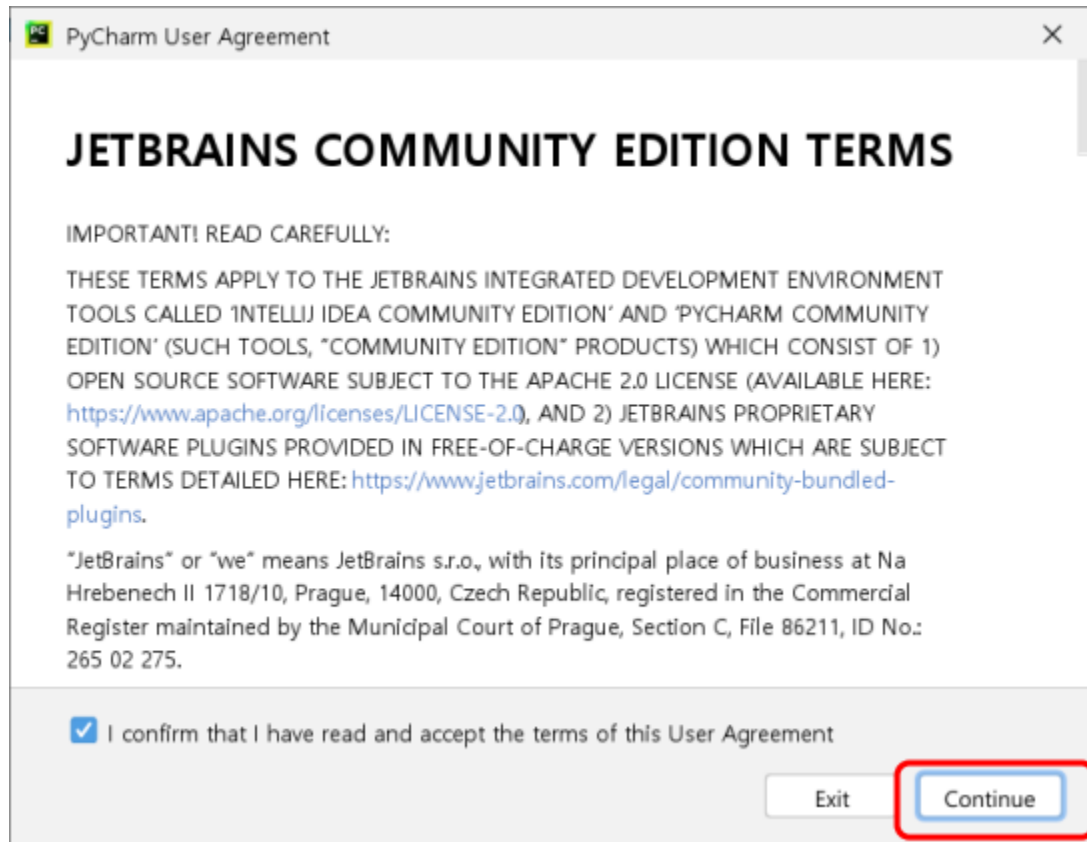 PC
PyCharm User Agreement
JETBRAINS COMMUNITY EDITION TERMS
IMPORTANT! READ CAREFULLY:
THESE TERMS APPLY TO THE JETBRAINS INTEGRATED DEVELOPMENT ENVIRONMENT
TOOLS CALLED 'INTELLIJ IDEA COMMUNITY EDITION' AND 'PYCHARM COMMUNITY
EDITION' (SUCH TOOLS, "COMMUNITY EDITION" PRODUCTS) WHICH CONSIST OF 1)
OPEN SOURCE SOFTWARE SUBJECT TO THE APACHE 2.0 LICENSE (AVAILABLE HERE:
https://www.apache.org/licenses/LICENSE-2.0), AND 2) JETBRAINS PROPRIETARY
SOFTWARE PLUGINS PROVIDED IN FREE-OF-CHARGE VERSIONS WHICH ARE SUBJECT
TO TERMS DETAILED HERE: https://www.jetbrains.com/legal/community-bundled-
plugins.
"JetBrains" or "we" means JetBrains s.r.o., with its principal place of business at Na
Hrebenech II 1718/10, Prague, 14000, Czech Republic, registered in the Commercial
Register maintained by the Municipal Court of Prague, Section C, File 86211, ID No.:
265 02 275.
I confirm that I have read and accept the terms of this User Agreement
Exit Continue